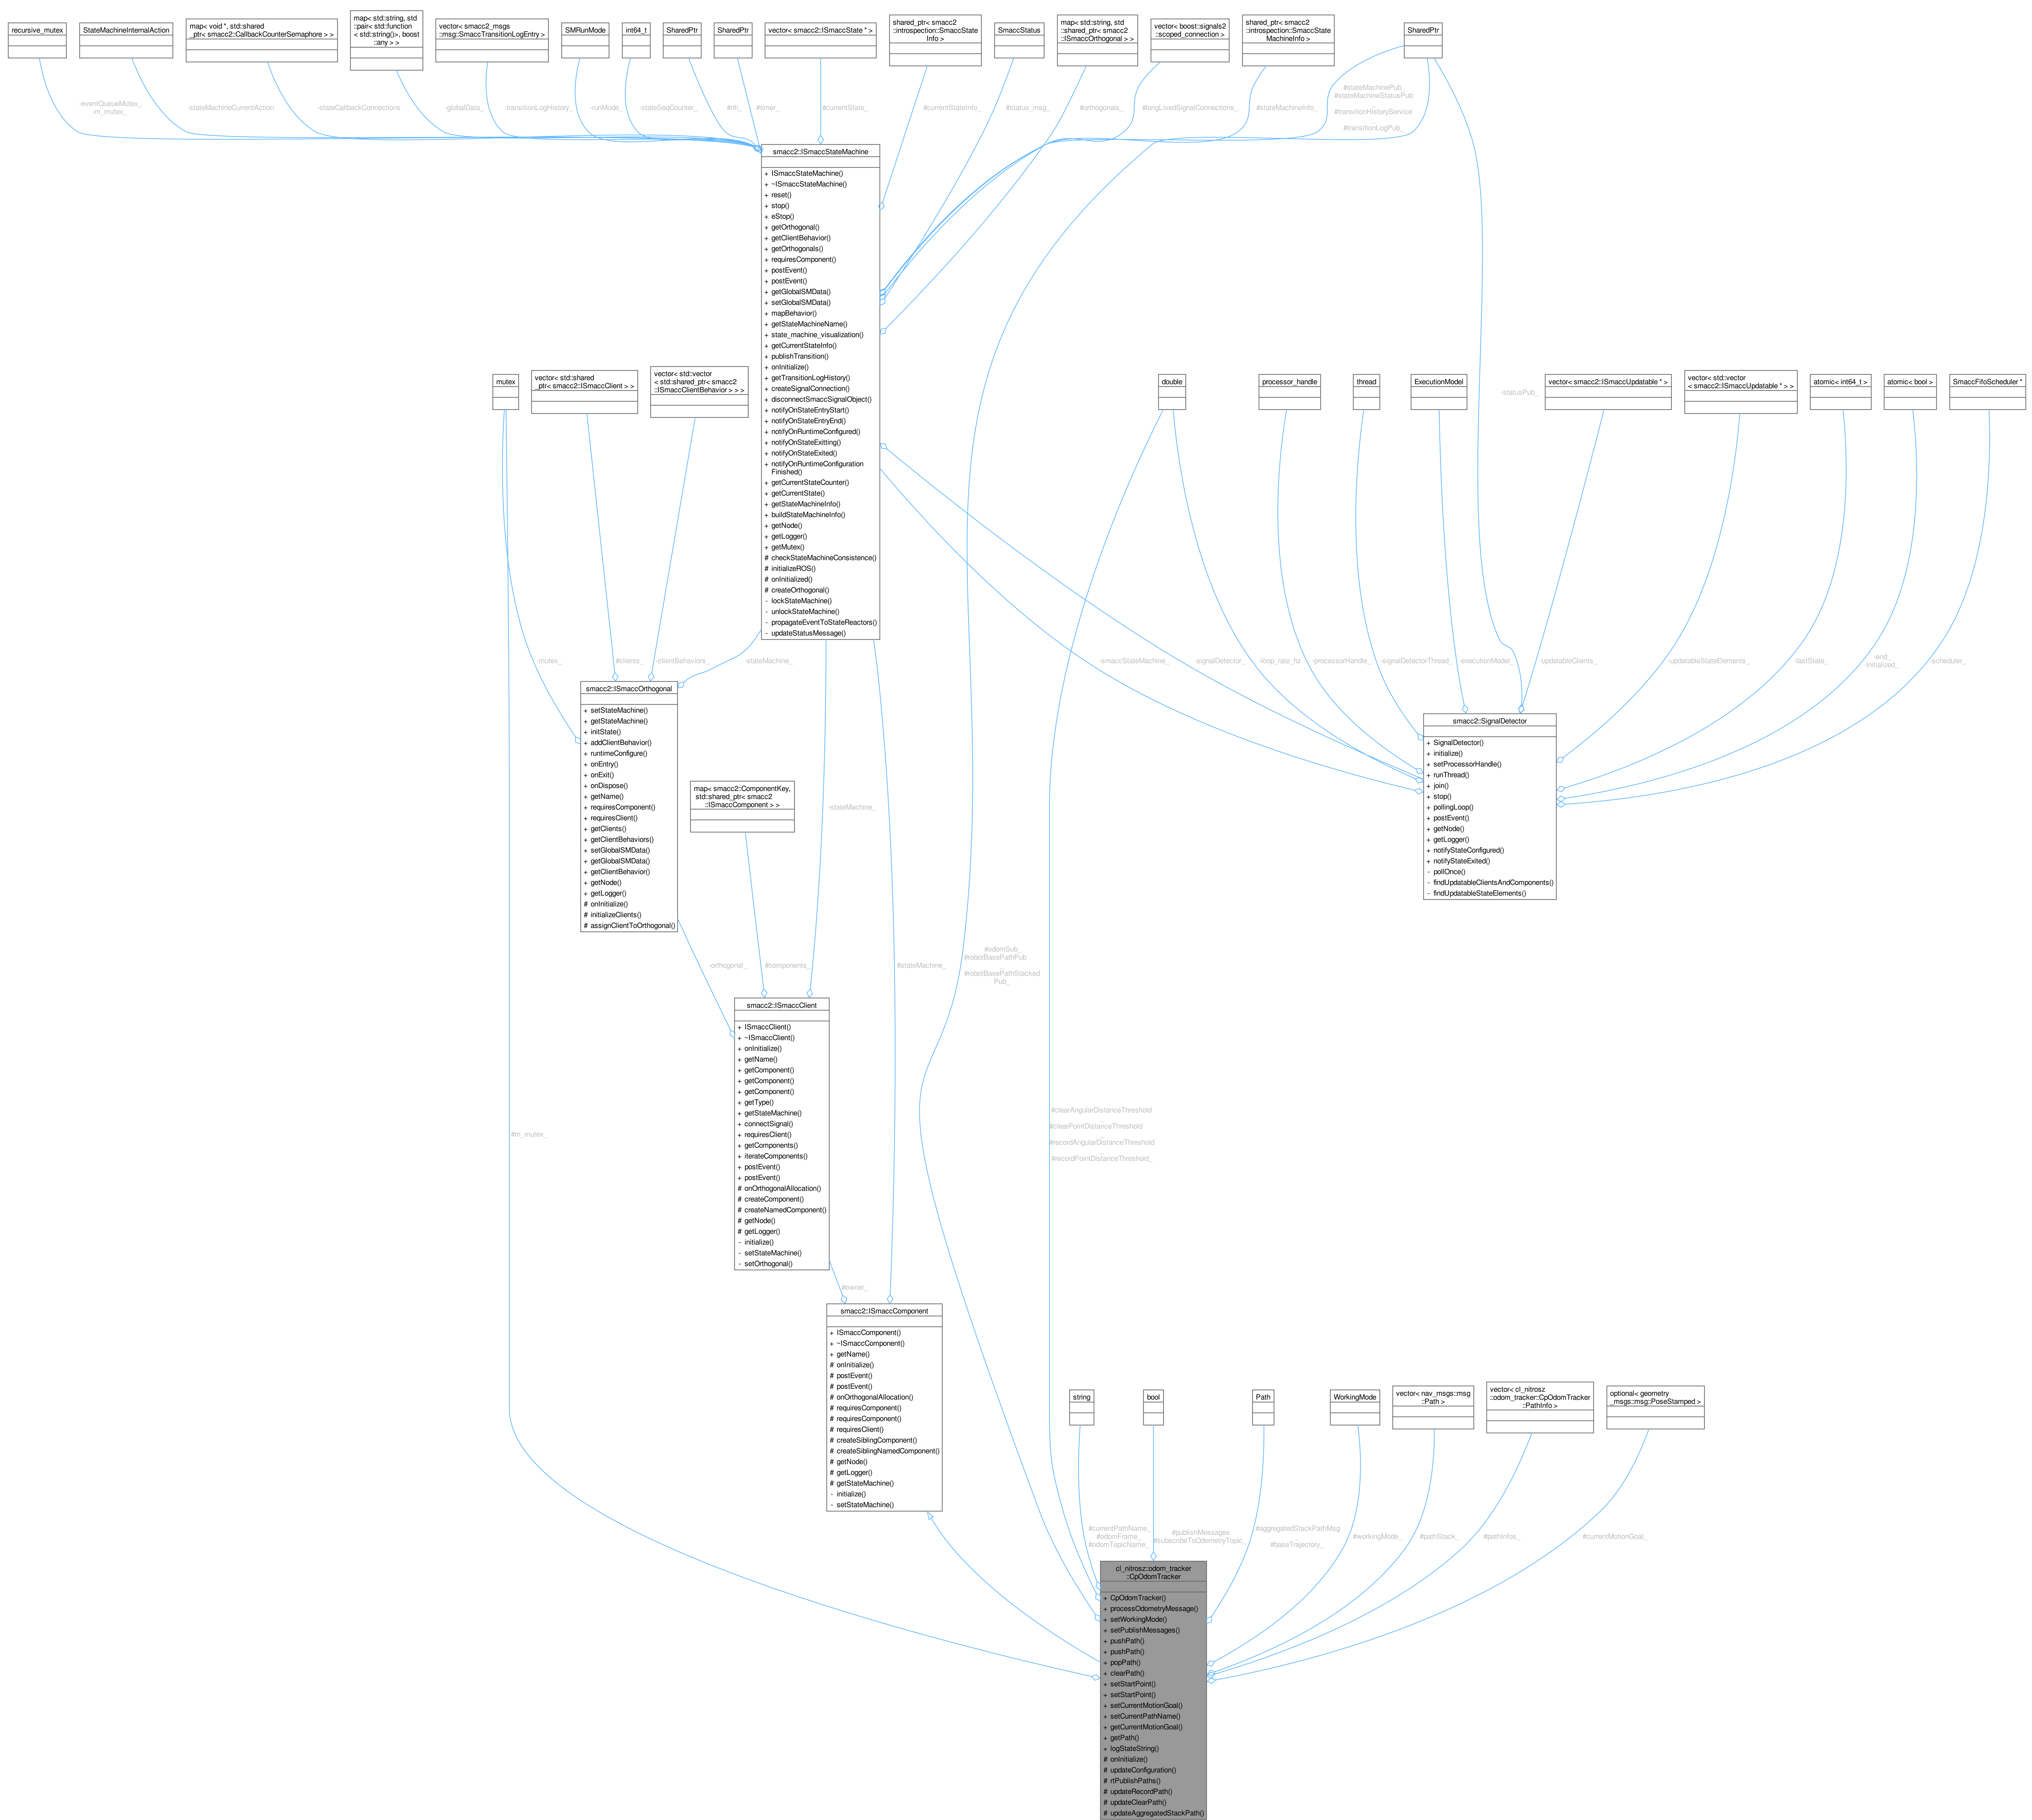 recursive_mutex
StateMachineInternalAction
map< void *, std::shared
_ptr< smacc2::CallbackCounterSemaphore > >
map< std::string, std
::pair< std::function
< std::string()>, boost
::any > >
vector< smacc2_msgs
::msg::SmaccTransitionLogEntry >
SMRunMode
int64_t
SharedPtr
SharedPtr
vector< smacc2::ISmaccState * >
shared_ptr< smacc2
::introspection::SmaccState
Info >
SmaccStatus
map< std::string, std
::shared_ptr< smacc2
::ISmaccOrthogonal > >
vector< boost::signals2
::scoped_connection >
shared_ptr< smacc2
::introspection::SmaccState
MachineInfo >
SharedPtr
-eventQueueMutex_
-m_mutex_
-stateMachineCurrentAction
-stateCallbackConnections
-globalData_
-transitionLogHistory_
-runMode_
-stateSeqCounter_
#nh_
#timer_
#currentState_
#currentStateInfo_
#status_msg_
#orthogonals_
#longLivedSignalConnections_
#stateMachineInfo_
#stateMachinePub_
#stateMachineStatusPub
_
#transitionHistoryService
_
#transitionLogPub_
smacc2::ISmaccStateMachine
+ ISmaccStateMachine()
+ ~ISmaccStateMachine()
+ reset()
+ stop()
+ eStop()
+ getOrthogonal()
+ getClientBehavior()
+ getOrthogonals()
+ requiresComponent()
+ postEvent()
+ postEvent()
+ getGlobalSMData()
+ setGlobalSMData()
+ mapBehavior()
+ getStateMachineName()
+ state_machine_visualization()
+ getCurrentStateInfo()
+ publishTransition()
+ onInitialize()
+ getTransitionLogHistory()
+ createSignalConnection()
+ disconnectSmaccSignalObject()
+ notifyOnStateEntryStart()
+ notifyOnStateEntryEnd()
+ notifyOnRuntimeConfigured()
+ notifyOnStateExitting()
+ notifyOnStateExited()
+ notifyOnRuntimeConfiguration
Finished()
+ getCurrentStateCounter()
+ getCurrentState()
+ getStateMachineInfo()
+ buildStateMachineInfo()
+ getNode()
+ getLogger()
+ getMutex()
# checkStateMachineConsistence()
# initializeROS()
# onInitialized()
# createOrthogonal()
- lockStateMachine()
- unlockStateMachine()
- propagateEventToStateReactors()
- updateStatusMessage()
mutex
vector< std::shared
_ptr< smacc2::ISmaccClient > >
vector< std::vector
< std::shared_ptr< smacc2
::ISmaccClientBehavior > > >
double
processor_handle
thread
ExecutionModel
-statusPub_
vector< smacc2::ISmaccUpdatable * >
vector< std::vector
< smacc2::ISmaccUpdatable * > >
atomic< int64_t >
atomic< bool >
SmaccFifoScheduler *
-mutex_
#clients_
-clientBehaviors_
-stateMachine_
-smaccStateMachine_
-signalDetector_
-loop_rate_hz
-processorHandle_
-signalDetectorThread_
-executionModel_
-updatableClients_
-updatableStateElements_
-lastState_
-end_
-initialized_
-scheduler_
smacc2::ISmaccOrthogonal
+ setStateMachine()
+ getStateMachine()
+ initState()
+ addClientBehavior()
+ runtimeConfigure()
+ onEntry()
+ onExit()
+ onDispose()
+ getName()
+ requiresComponent()
+ requiresClient()
+ getClients()
+ getClientBehaviors()
+ setGlobalSMData()
+ getGlobalSMData()
+ getClientBehavior()
+ getNode()
+ getLogger()
# onInitialize()
# initializeClients()
# assignClientToOrthogonal()
smacc2::SignalDetector
+ SignalDetector()
+ initialize()
+ setProcessorHandle()
+ runThread()
+ join()
+ stop()
+ pollingLoop()
+ postEvent()
+ getNode()
+ getLogger()
+ notifyStateConfigured()
+ notifyStateExited()
- pollOnce()
- findUpdatableClientsAndComponents()
- findUpdatableStateElements()
map< smacc2::ComponentKey,
std::shared_ptr< smacc2
::ISmaccComponent > >
-stateMachine_
-orthogonal_
#components_
#stateMachine_
#odomSub_
#robotBasePathPub
_
#robotBasePathStacked
Pub_
smacc2::ISmaccClient
+ ISmaccClient()
+ ~ISmaccClient()
+ onInitialize()
+ getName()
+ getComponent()
+ getComponent()
+ getComponent()
+ getType()
+ getStateMachine()
+ connectSignal()
+ requiresClient()
+ getComponents()
+ iterateComponents()
+ postEvent()
+ postEvent()
# onOrthogonalAllocation()
# createComponent()
# createNamedComponent()
# getNode()
# getLogger()
- initialize()
- setStateMachine()
- setOrthogonal()
#m_mutex_
#clearAngularDistanceThreshold
_
#clearPointDistanceThreshold
_
#recordAngularDistanceThreshold
_
#recordPointDistanceThreshold_
#owner_
smacc2::ISmaccComponent
+ ISmaccComponent()
+ ~ISmaccComponent()
+ getName()
# onInitialize()
# postEvent()
# postEvent()
# onOrthogonalAllocation()
# requiresComponent()
# requiresComponent()
# requiresClient()
# createSiblingComponent()
# createSiblingNamedComponent()
# getNode()
# getLogger()
# getStateMachine()
- initialize()
- setStateMachine()
string
bool
Path
WorkingMode
vector< nav_msgs::msg
::Path >
vector< cl_nitrosz
::odom_tracker::CpOdomTracker
::PathInfo >
optional< geometry
_msgs::msg::PoseStamped >
#currentPathName_
#odomFrame_
#odomTopicName_
#publishMessages
#subscribeToOdometryTopic_
#aggregatedStackPathMsg
_
#baseTrajectory_
#workingMode_
#pathStack_
#pathInfos_
#currentMotionGoal_
cl_nitrosz::odom_tracker
::CpOdomTracker
+ CpOdomTracker()
+ processOdometryMessage()
+ setWorkingMode()
+ setPublishMessages()
+ pushPath()
+ pushPath()
+ popPath()
+ clearPath()
+ setStartPoint()
+ setStartPoint()
+ setCurrentMotionGoal()
+ setCurrentPathName()
+ getCurrentMotionGoal()
+ getPath()
+ logStateString()
# onInitialize()
# updateConfiguration()
# rtPublishPaths()
# updateRecordPath()
# updateClearPath()
# updateAggregatedStackPath()